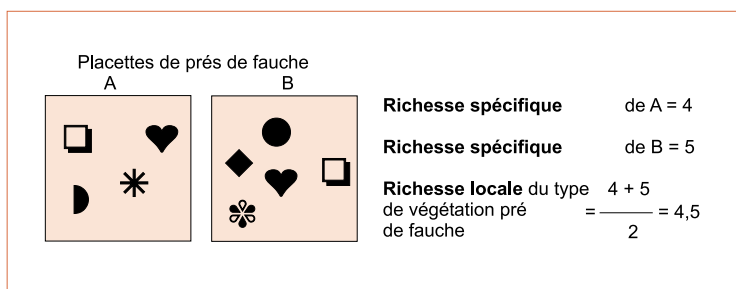 Placettes de prés de fauche
A
B
Richesse spécifique de A = 4
Richesse spécifique de B = 5
Richesse locale du type
de végétation pré
de fauche
= 4 + 5 / 2 = 4,5